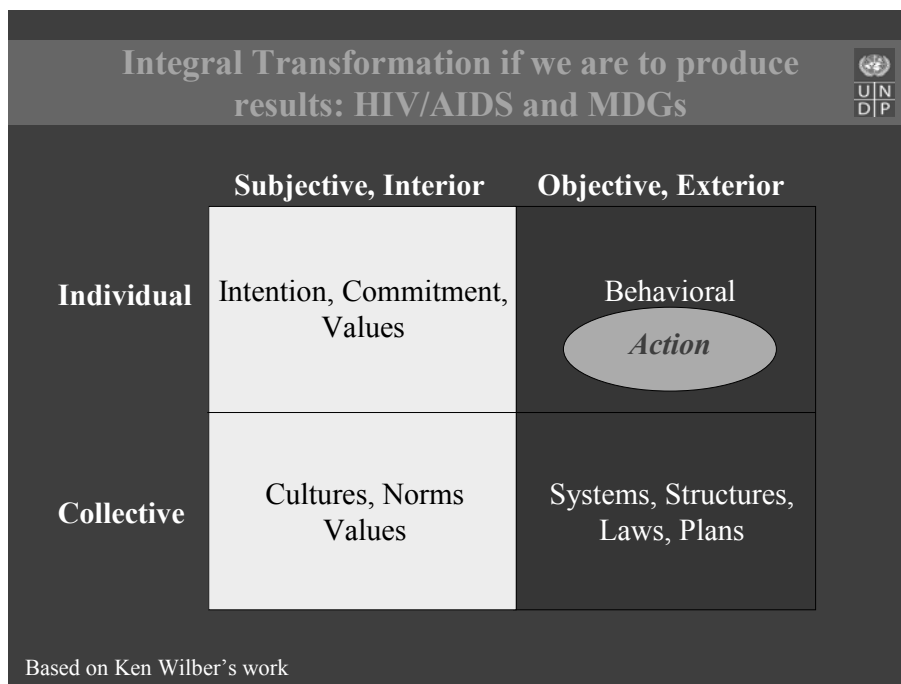 Integral Transformation if we are to produce
results: HIV/AIDS and MDGs
U N
D P
Subjective, Interior
Objective, Exterior
Individual
Intention, Commitment,
Values
Behavioral
Action
Collective
Cultures, Norms
Values
Systems, Structures,
Laws, Plans
Based on Ken Wilber’s work